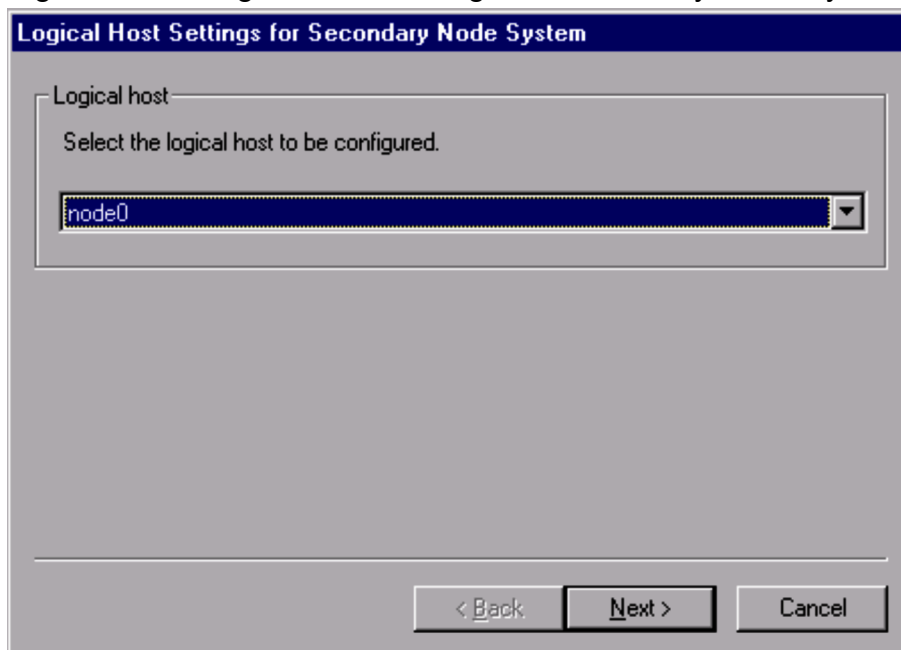 Logical Host Settings for Secondary Node System
Logical host
Select the logical host to be configured.
node0
< Back
Next >
Cancel